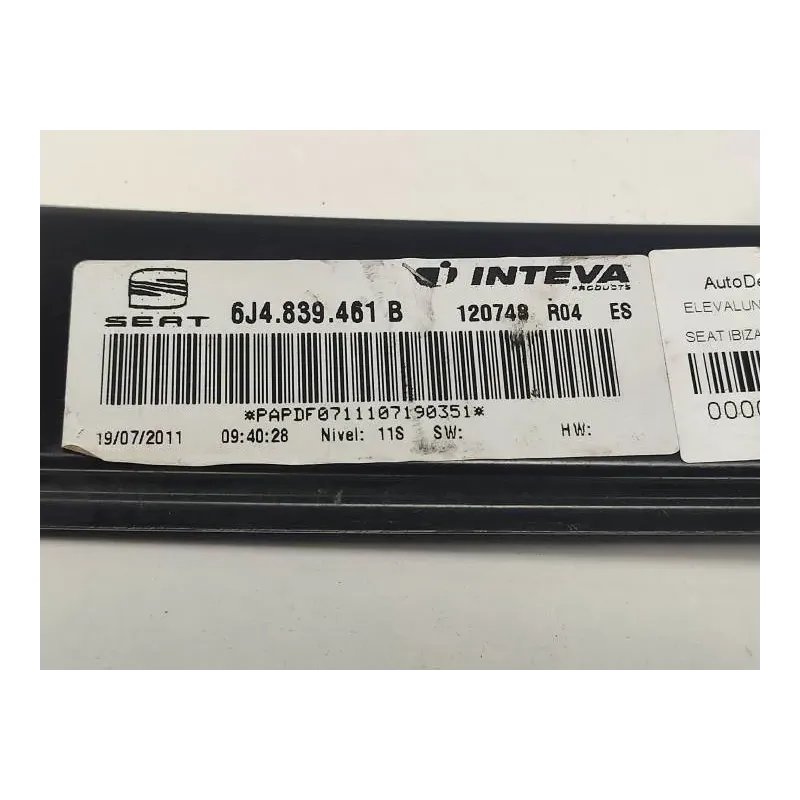 SEAT
6J4.839.461 B
INTEVA
PRODUCTS
120748 R04 ES
*PAPDF0711107190351*
19/07/2011 09:40:28 Nivel: 11S SW: HW:
AutoDe
ELEVALUN
SEAT IBIZA
0000